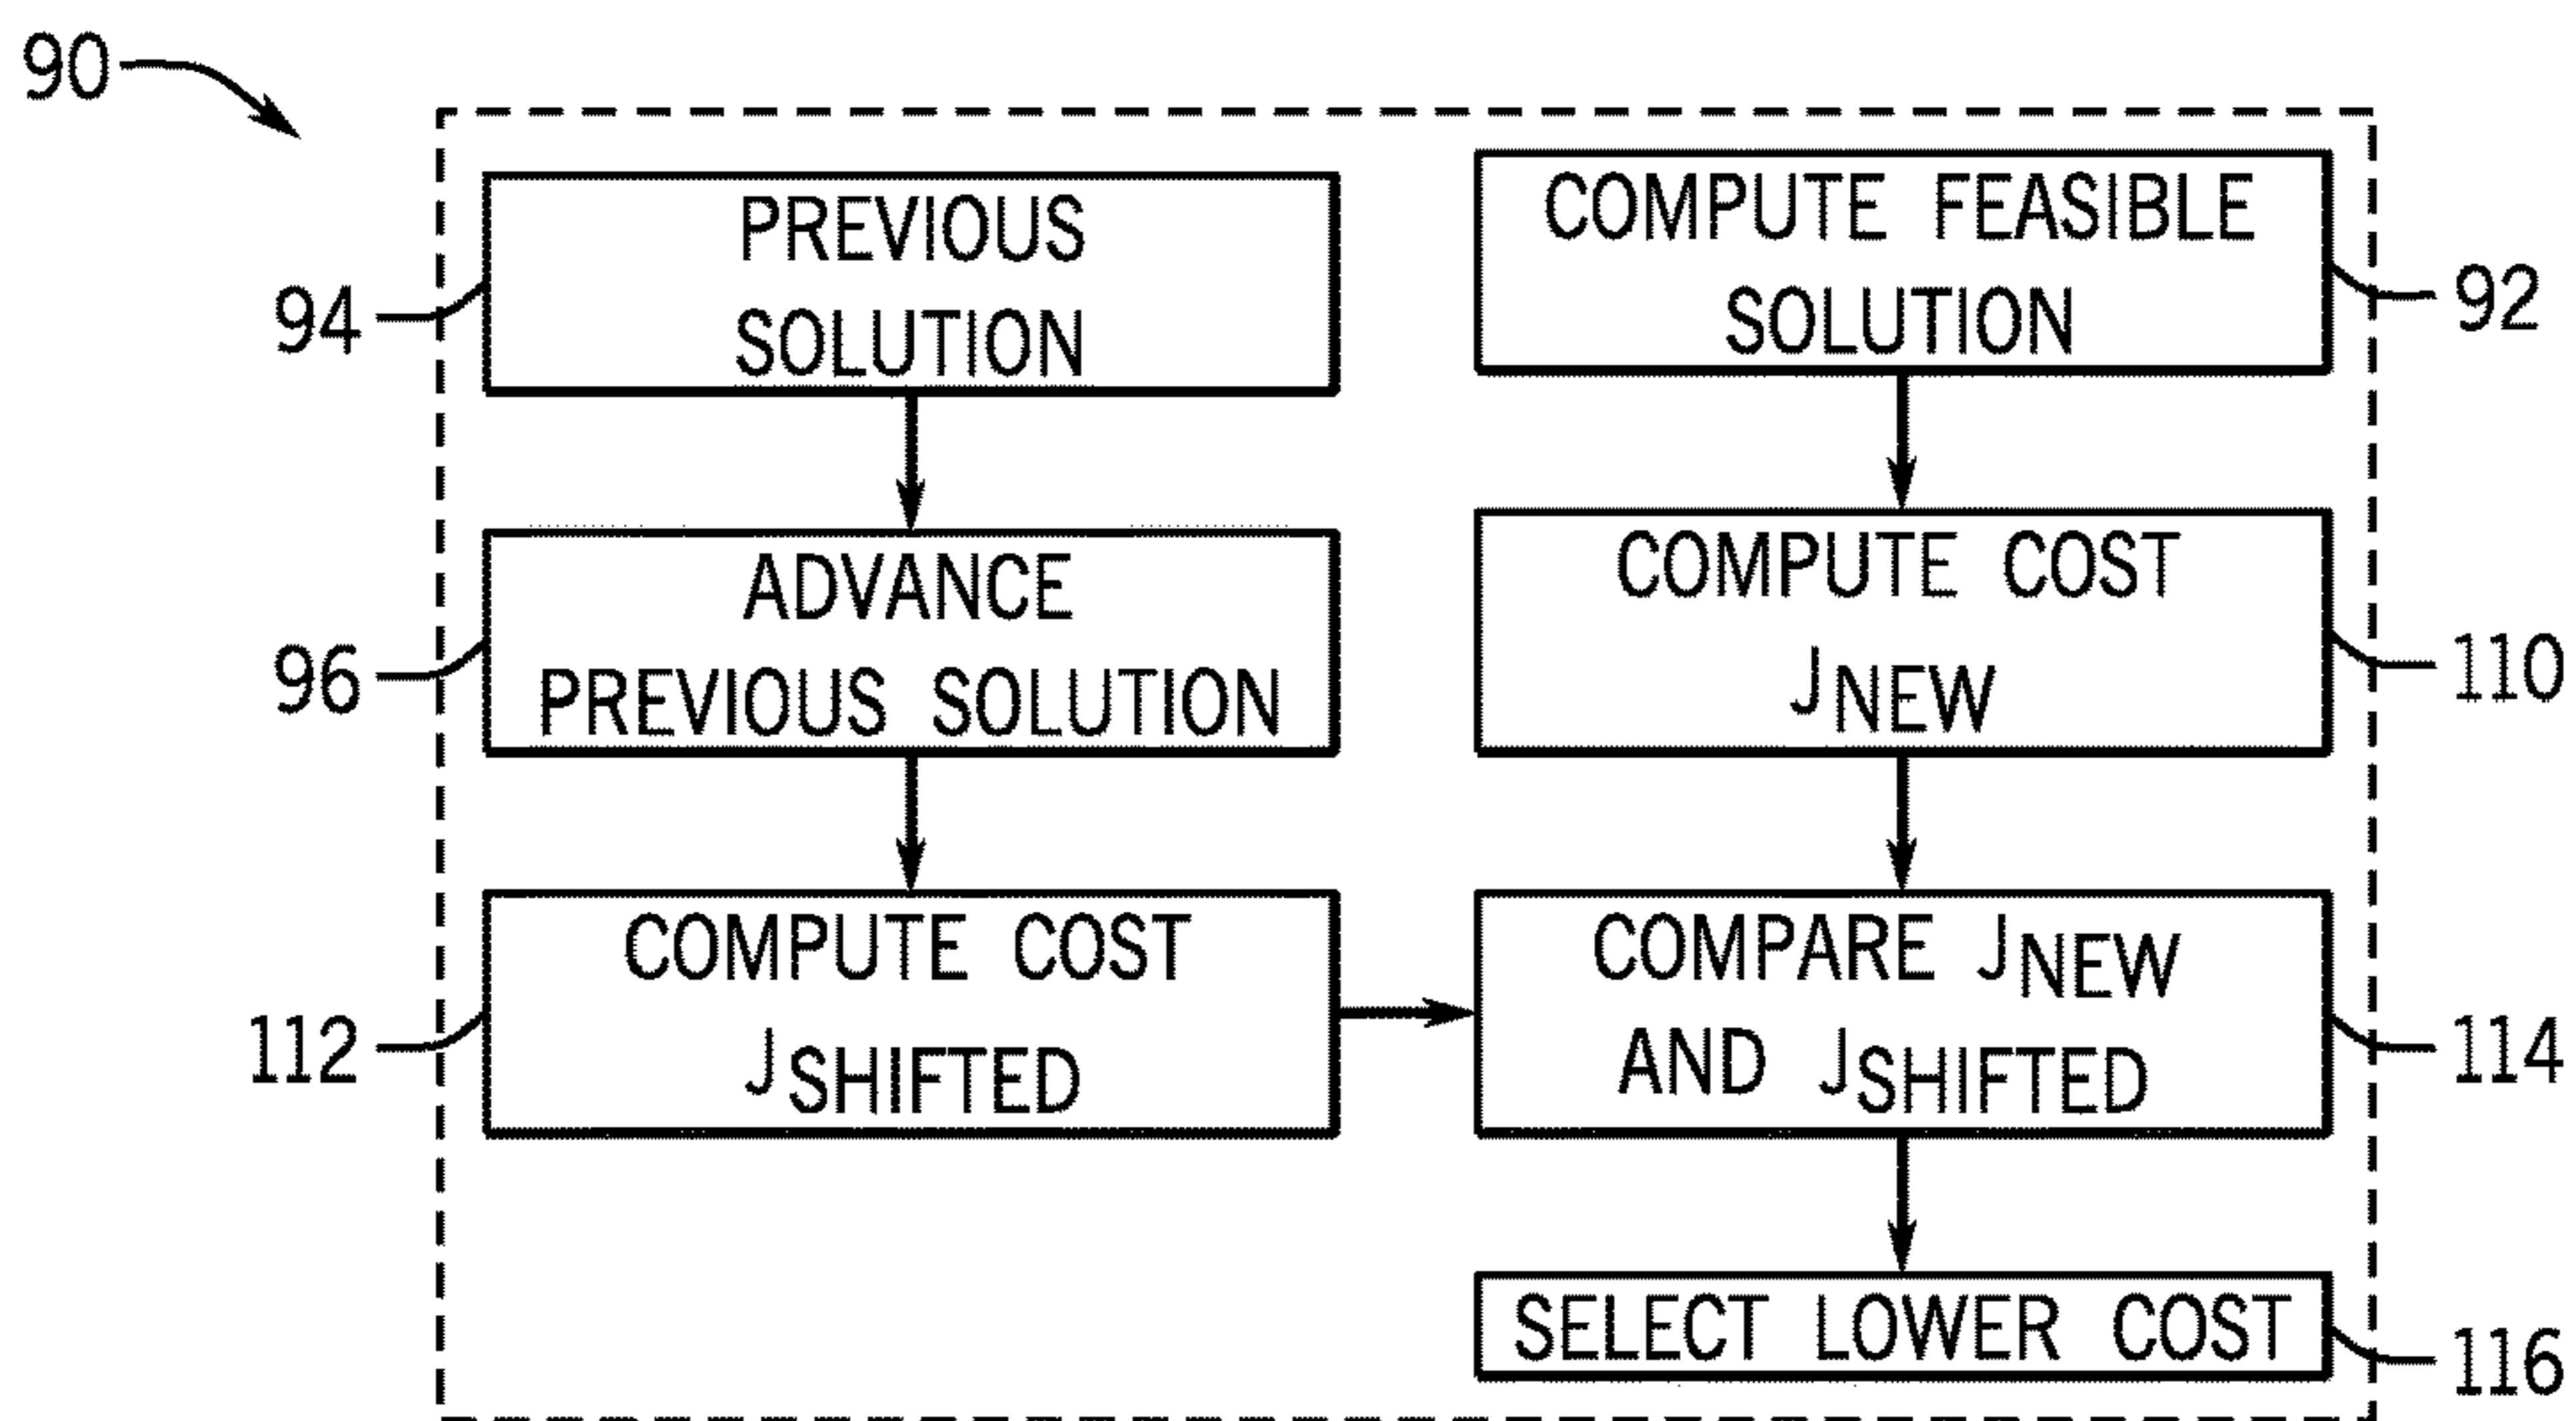 90
PREVIOUS
SOLUTION
94
COMPUTE FEASIBLE
SOLUTION
92
ADVANCE
PREVIOUS SOLUTION
96
COMPUTE COST
JNEW
110
COMPUTE COST
JSHIFTED
112
COMPARE JNEW
AND JSHIFTED
114
SELECT LOWER COST
116